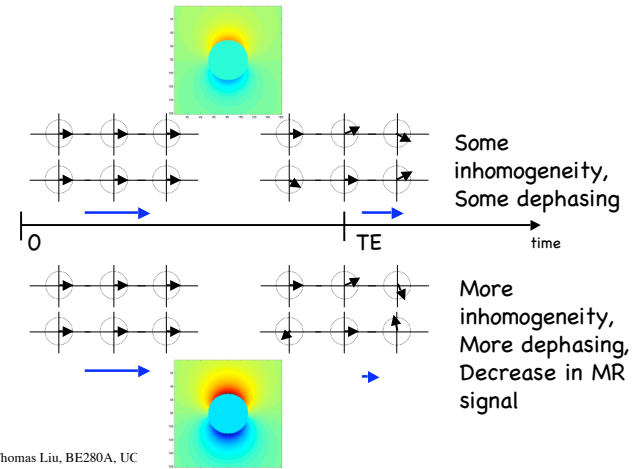 Some
inhomogeneity,
Some dephasing
0
TE
time
More
inhomogeneity,
More dephasing,
Decrease in MR
signal
homas Liu, BE280A, UC